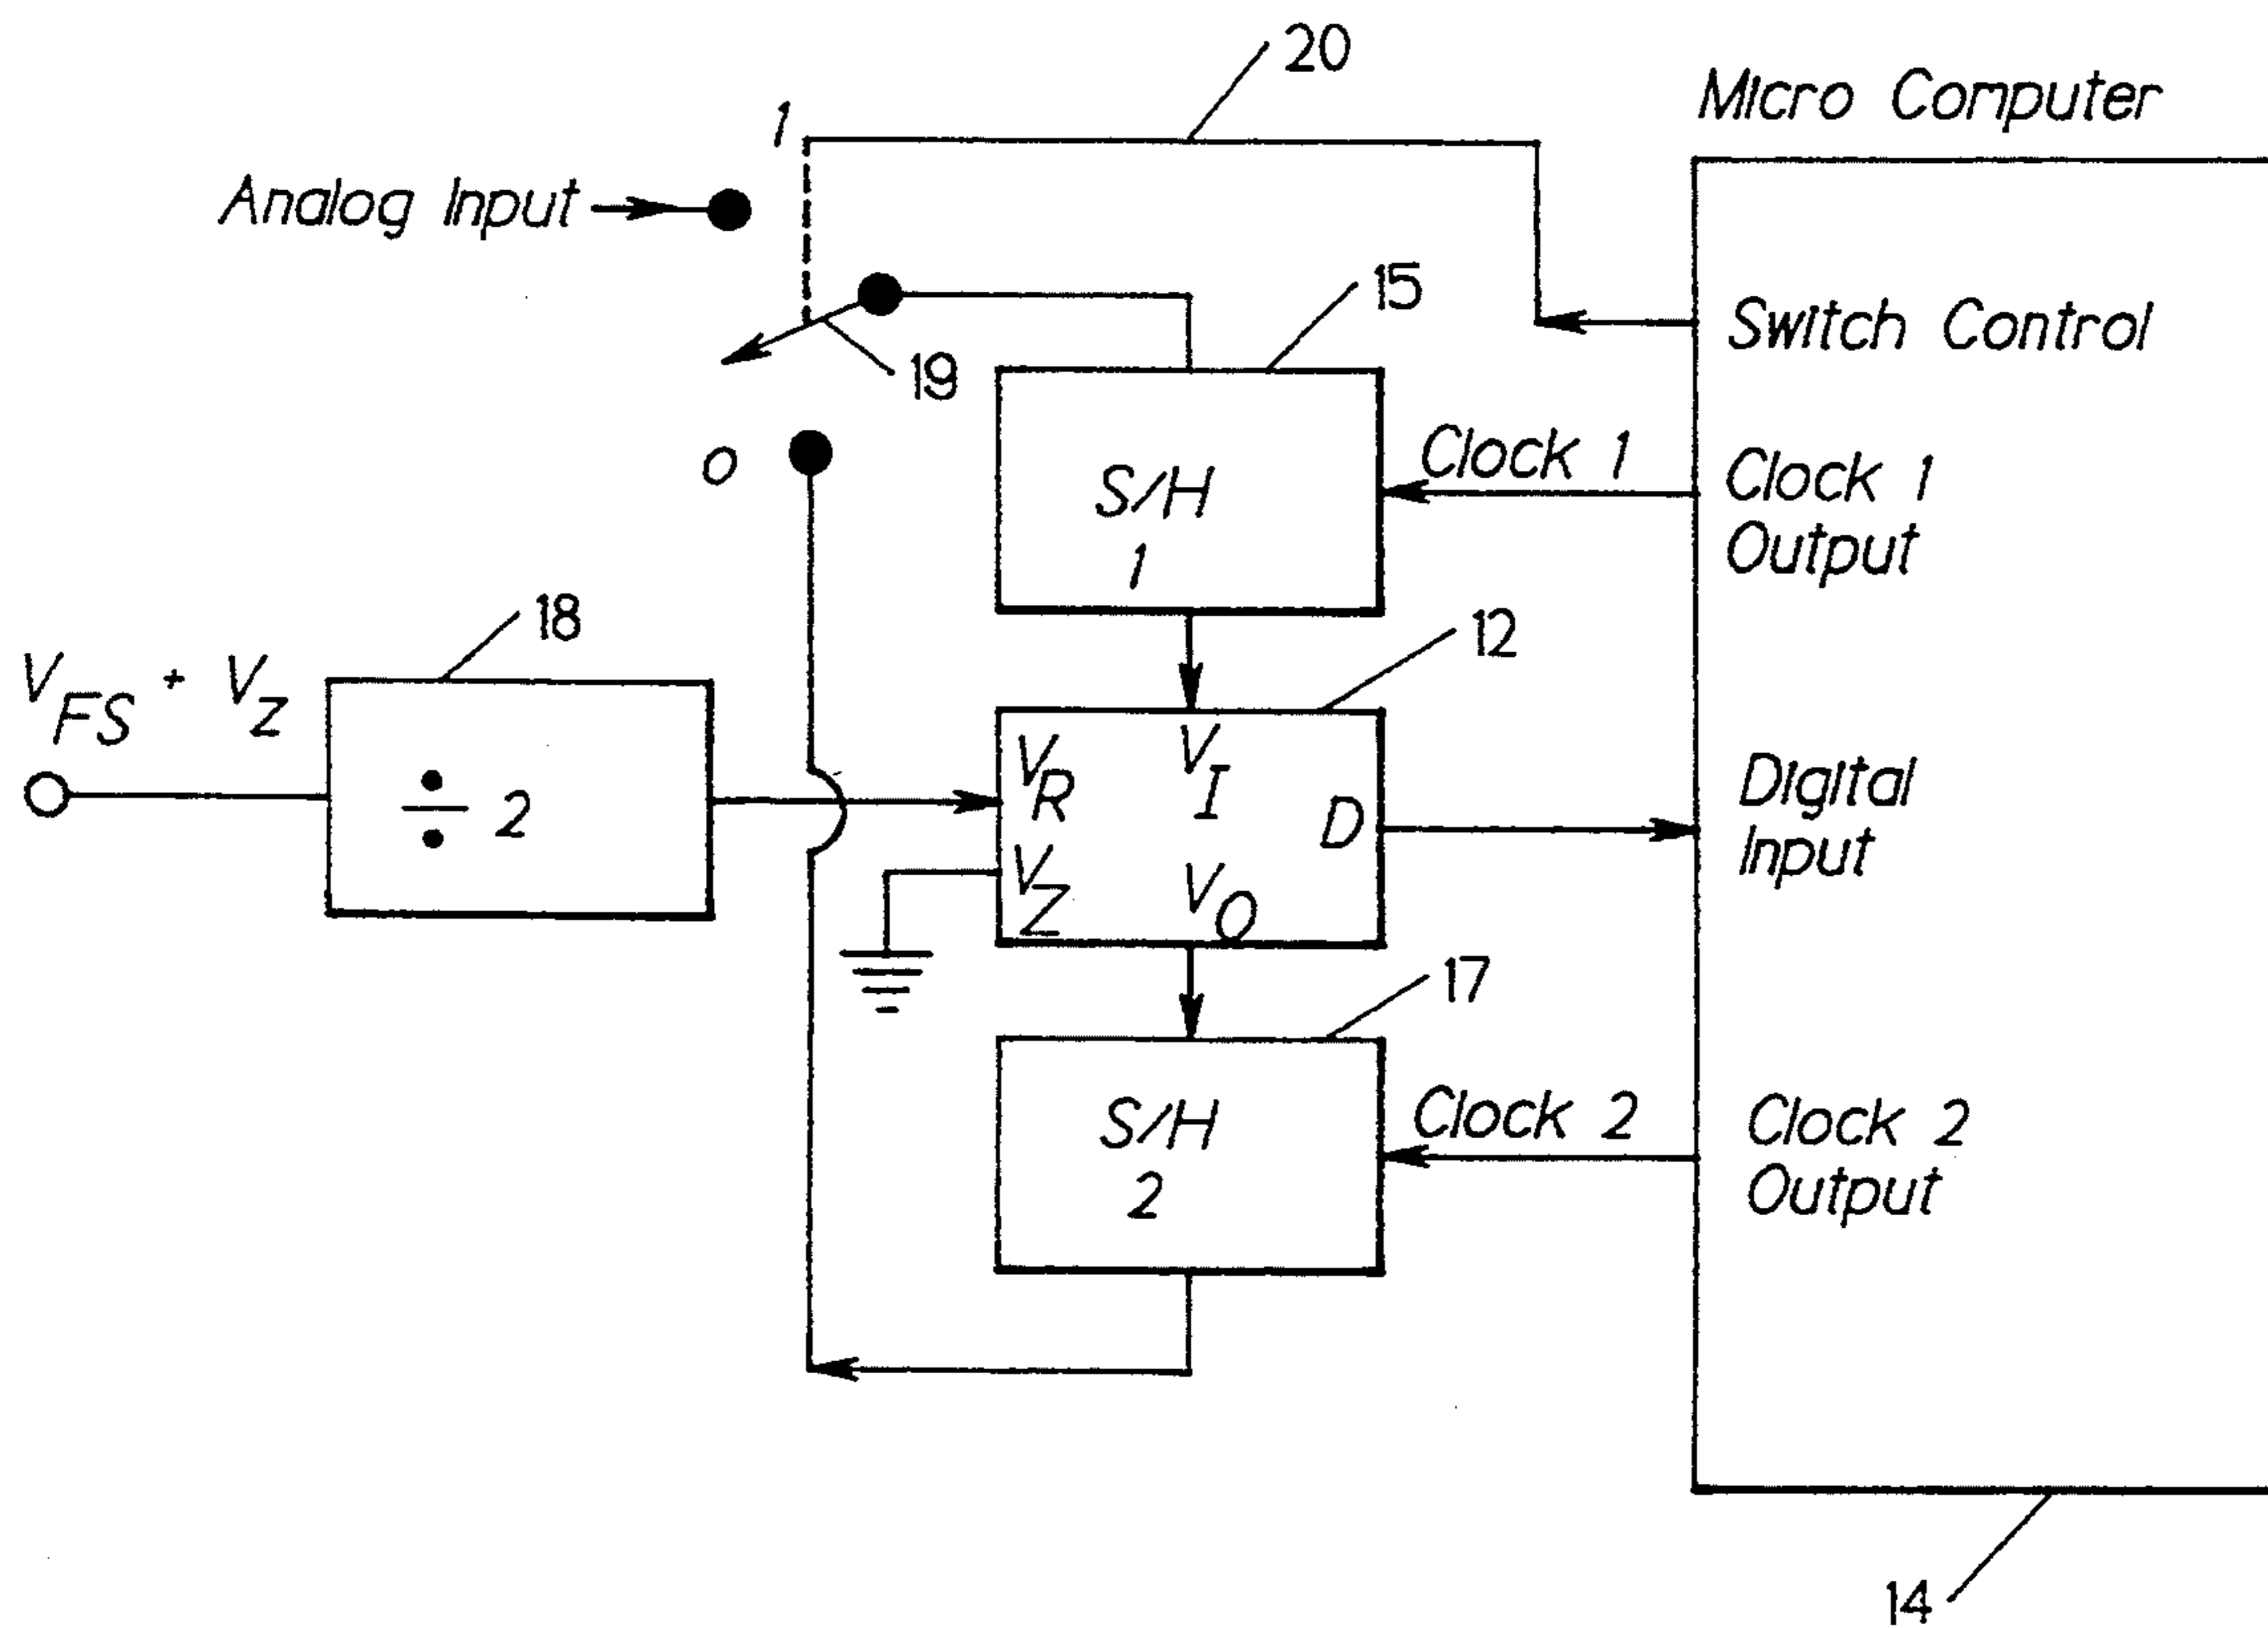 20
Micro Computer
1
Analog Input
15
Switch Control
19
0
Clock 1
Clock 1
Output
S/H
1
18
12
VFS + VZ
÷ 2
VR
VI
D
VZ
VO
Digital
Input
17
S/H
2
Clock 2
Clock 2
Output
14